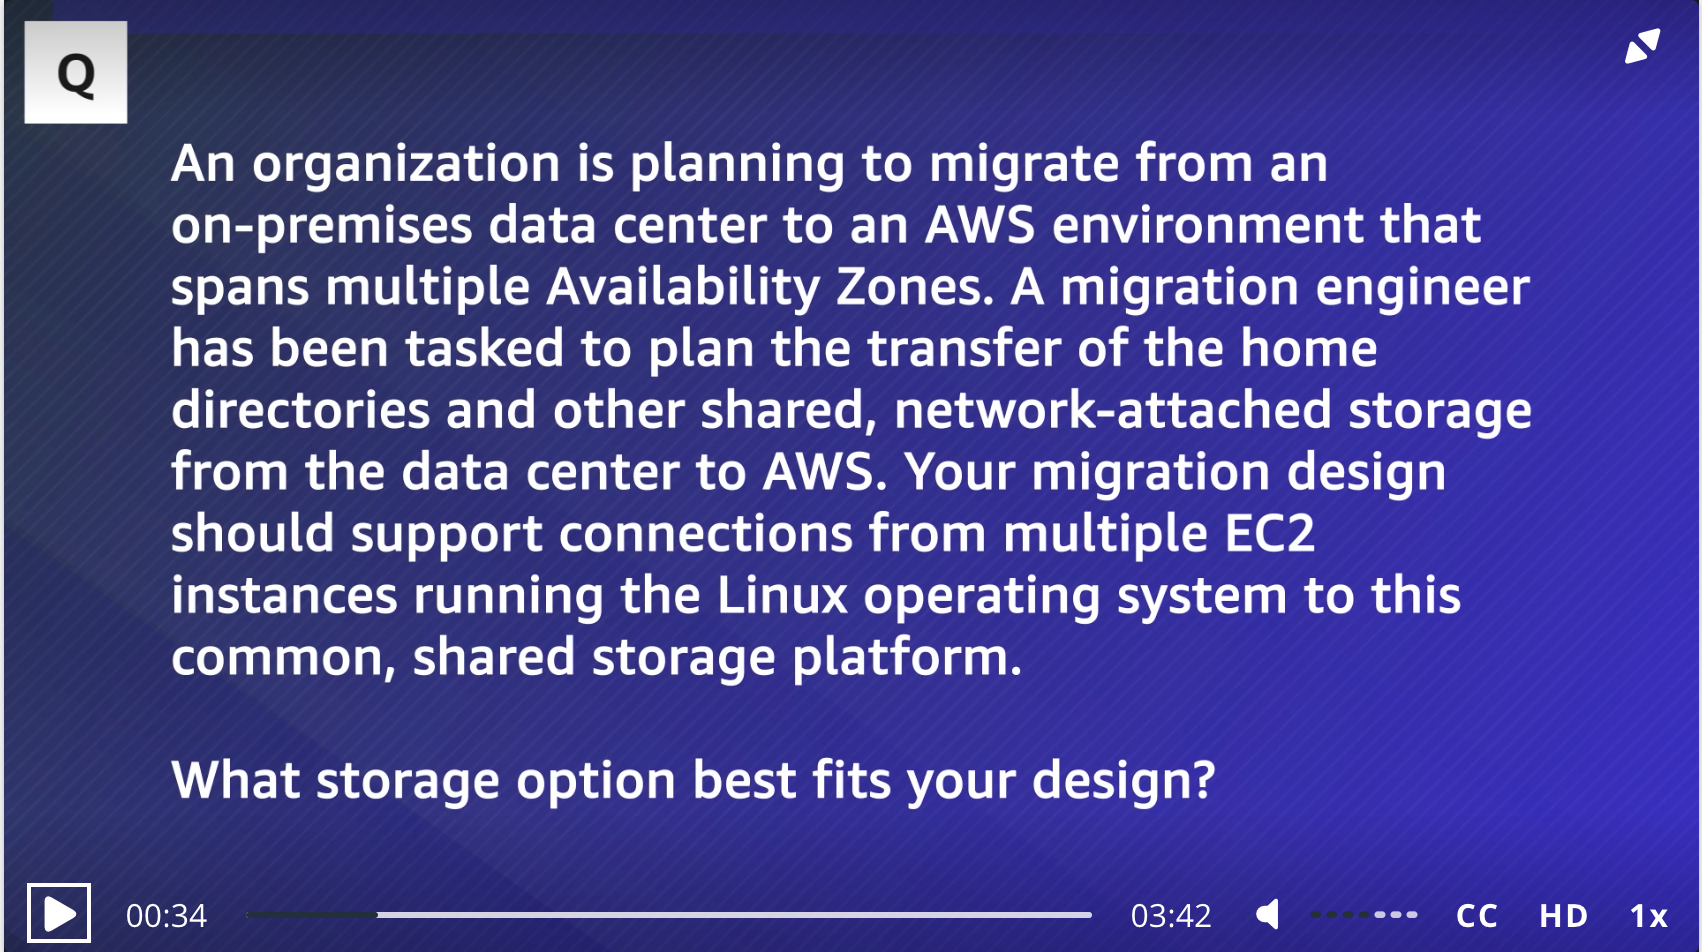 Q
An organization is planning to migrate from an
on-premises data center to an AWS environment that
spans multiple Availability Zones. A migration engineer
has been tasked to plan the transfer of the home
directories and other shared, network-attached storage
from the data center to AWS. Your migration design
should support connections from multiple EC2
instances running the Linux operating system to this
common, shared storage platform.
What storage option best fits your design?
00:34 03:42 CC HD 1x